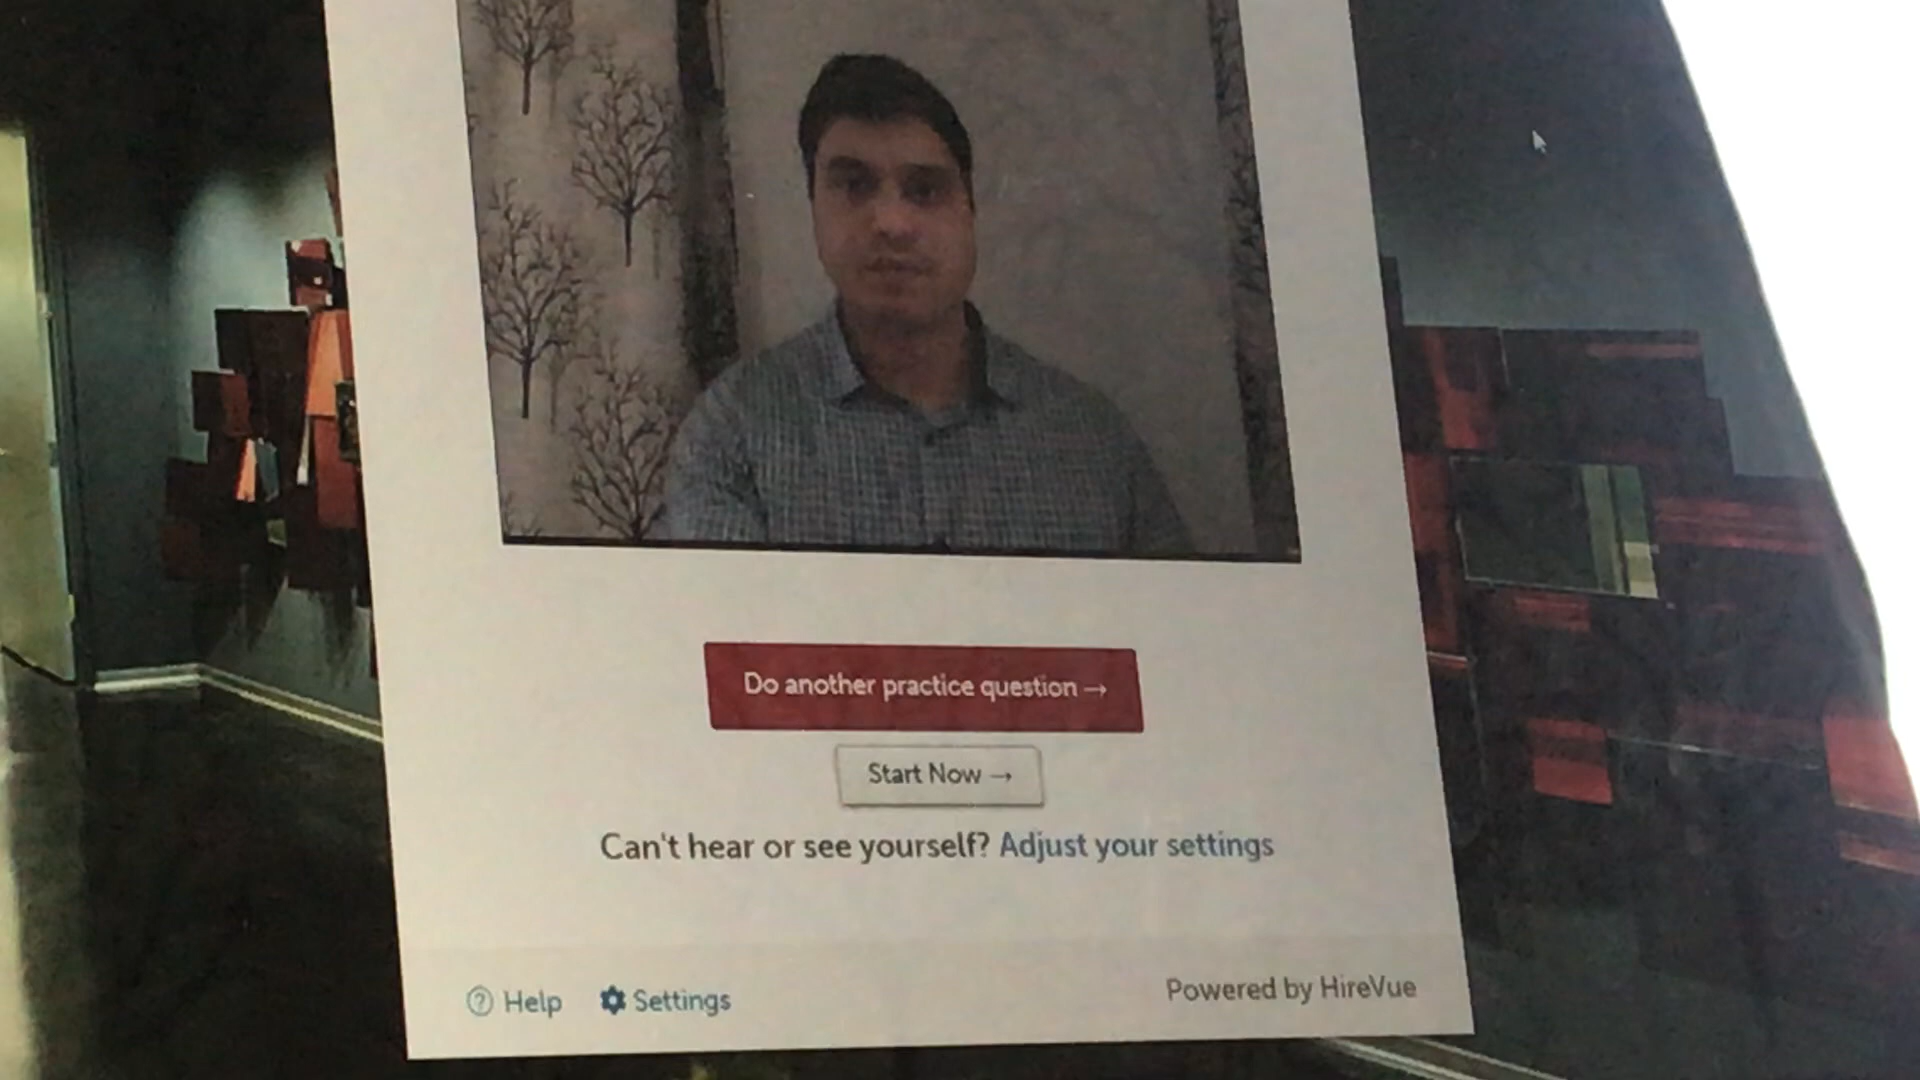 Do another practice question →
Start Now →
Can't hear or see yourself? Adjust your settings
Help Settings Powered by HireVue